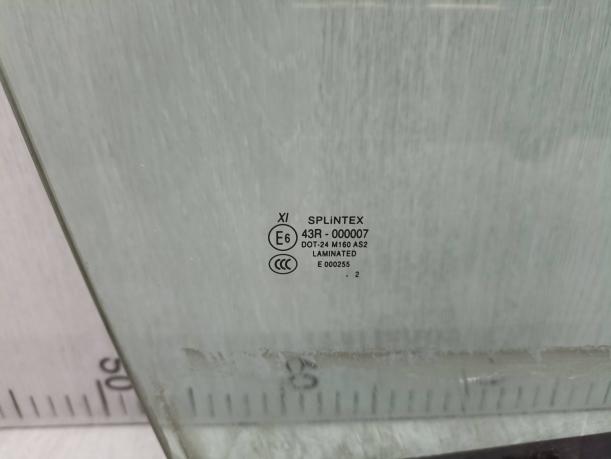 XI
SPLiNTEX
E6
43R - 000007
DOT-24 M160 AS2
LAMINATED
CCC
E 000255
. 2
50
60